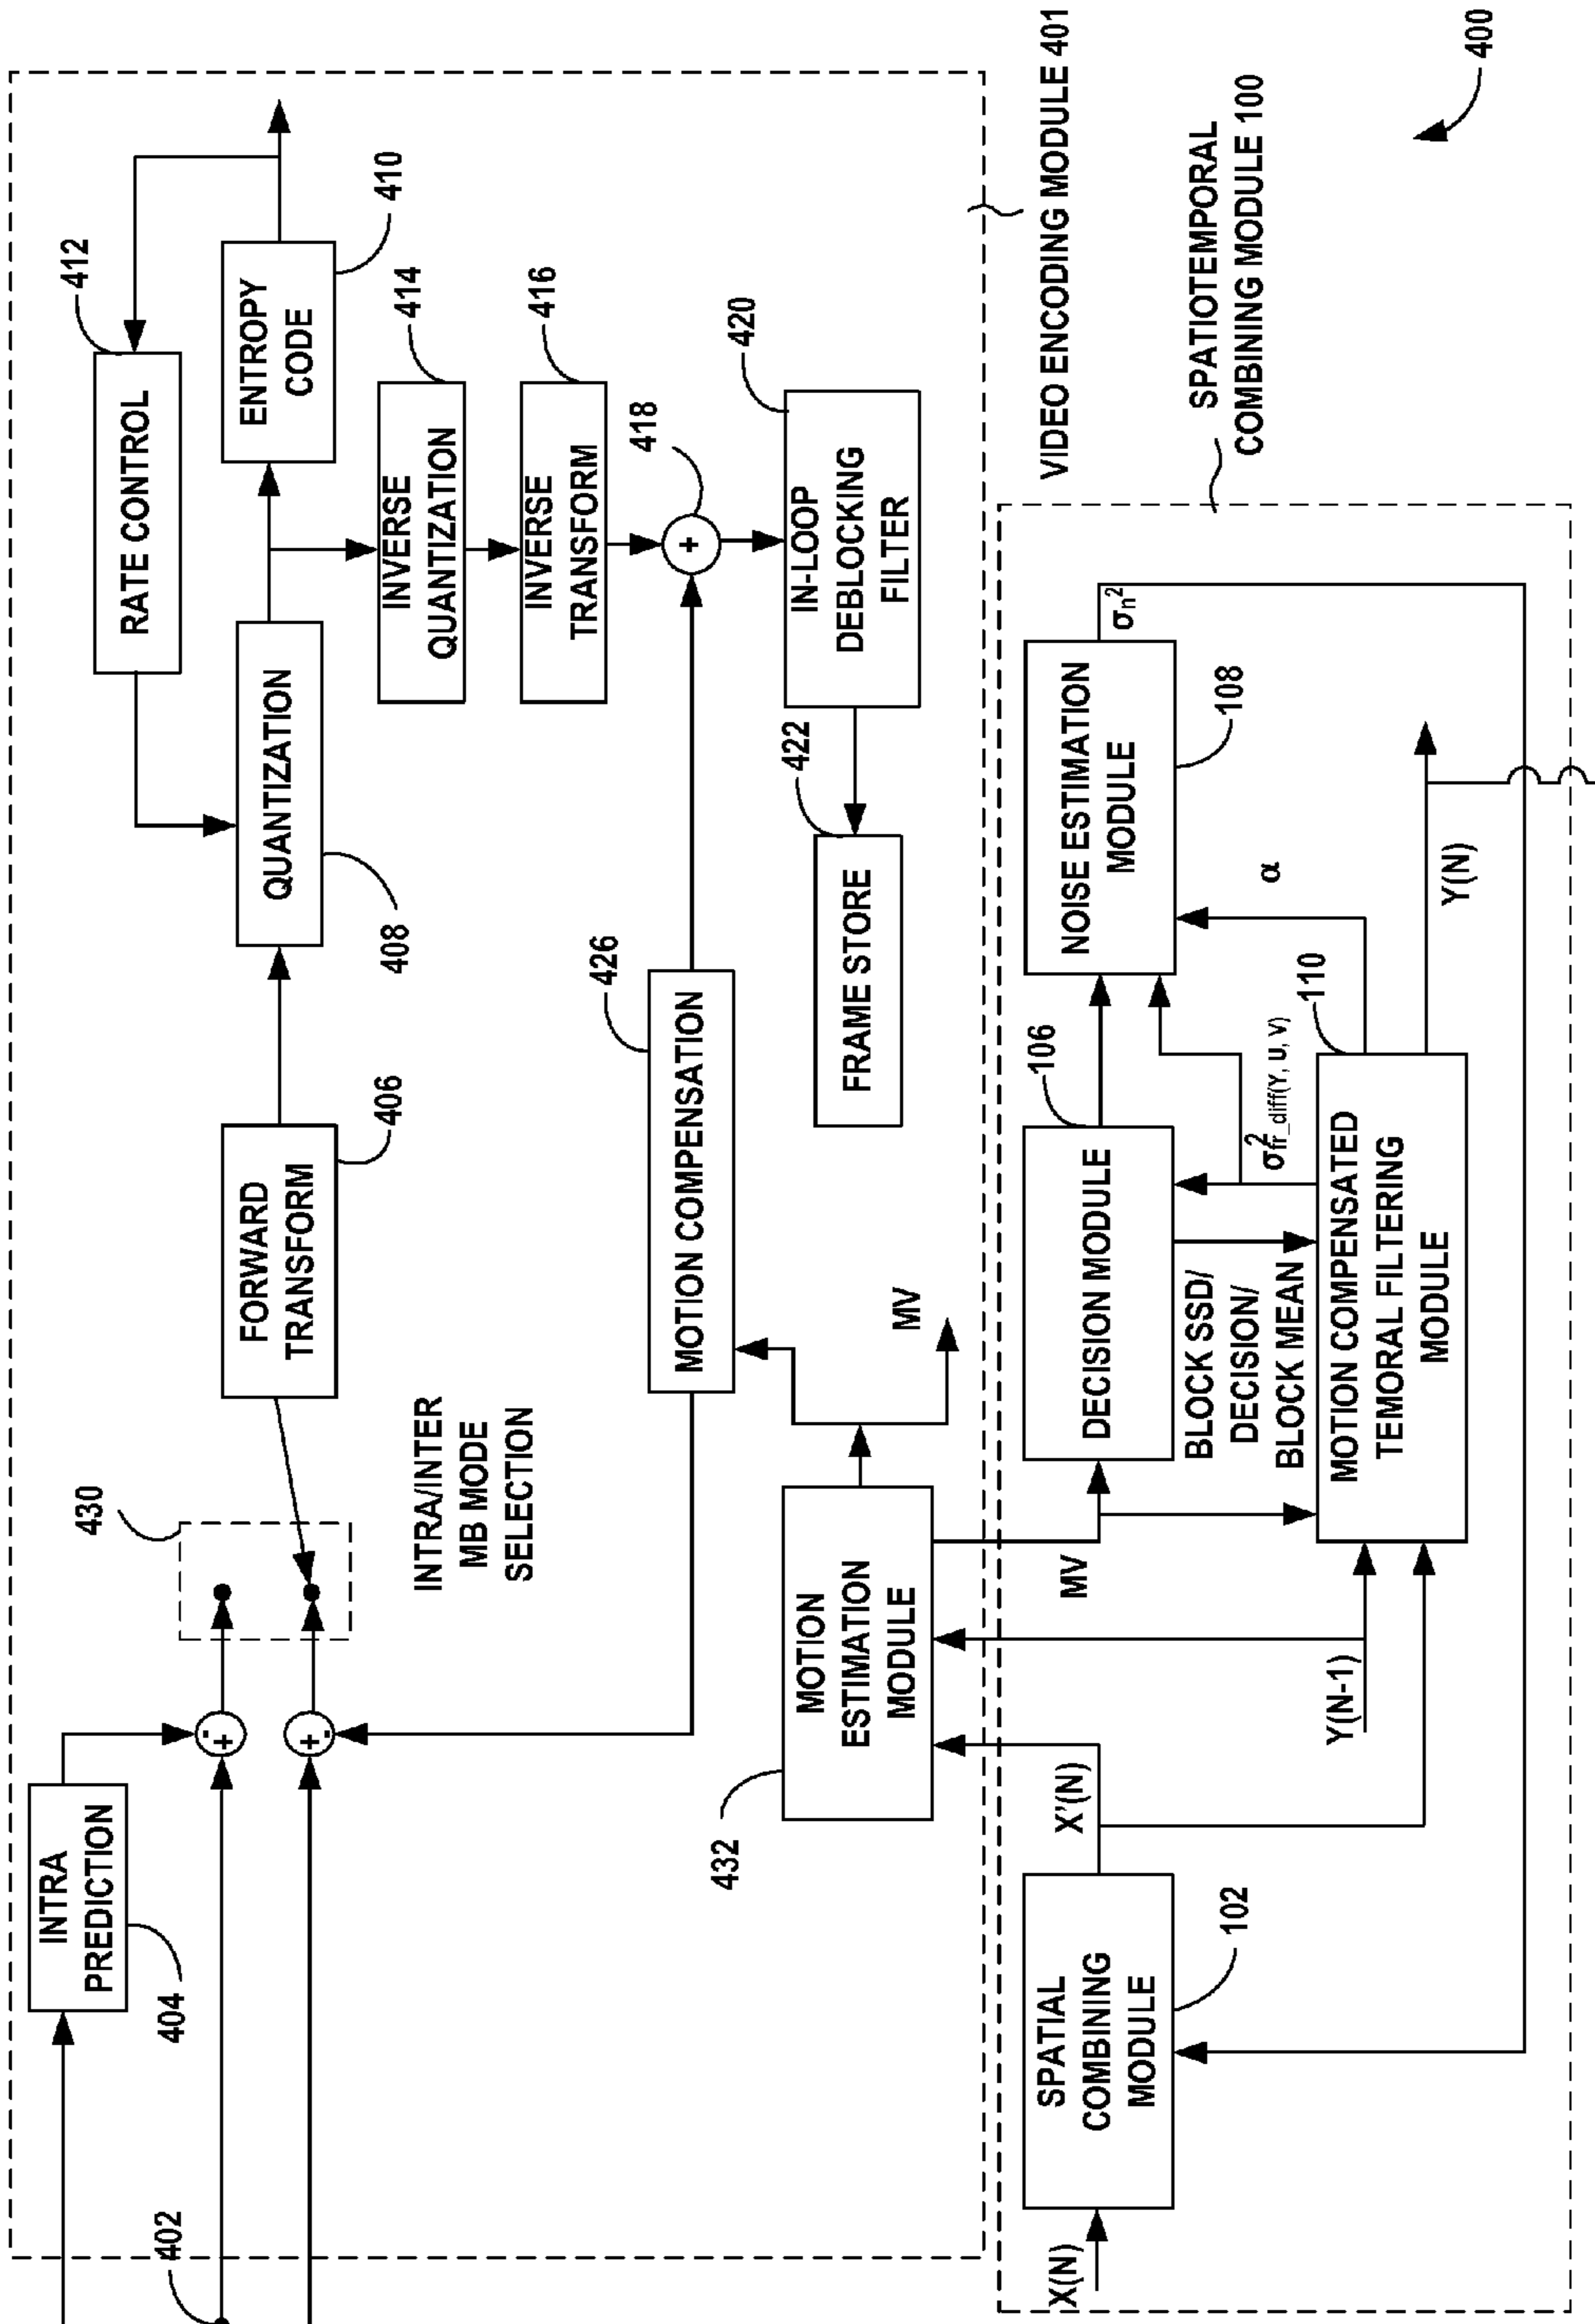 INTRA
PREDICTION
404
402
430
INTRA/INTER
MB MODE
SELECTION
FORWARD
TRANSFORM
406
QUANTIZATION
408
RATE CONTROL
412
ENTROPY
CODE
410
INVERSE
QUANTIZATION
414
INVERSE
TRANSFORM
416
418
IN-LOOP
DEBLOCKING
FILTER
420
FRAME STORE
422
MOTION COMPENSATION
426
MOTION
ESTIMATION
MODULE
432
MV
MV
VIDEO ENCODING MODULE 401
SPATIOTEMPORAL
COMBINING MODULE 100
400
X(N)
SPATIAL
COMBINING
MODULE
102
X'(N)
Y(N-1)
DECISION MODULE
106
BLOCK SSD/
DECISION/
BLOCK MEAN
σ²fr_diff(Y, U, V)
MOTION COMPENSATED
TEMORAL FILTERING
MODULE
110
NOISE ESTIMATION
MODULE
108
α
σn²
Y(N)